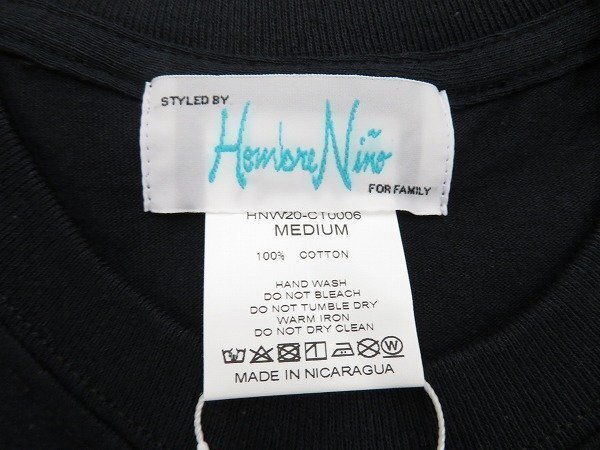 STYLED BY
Hombre Niño
FOR FAMILY
HNW20-CT0006
MEDIUM
100% COTTON
HAND WASH
DO NOT BLEACH
DO NOT TUMBLE DRY
WARM IRON
DO NOT DRY CLEAN
W
MADE IN NICARAGUA